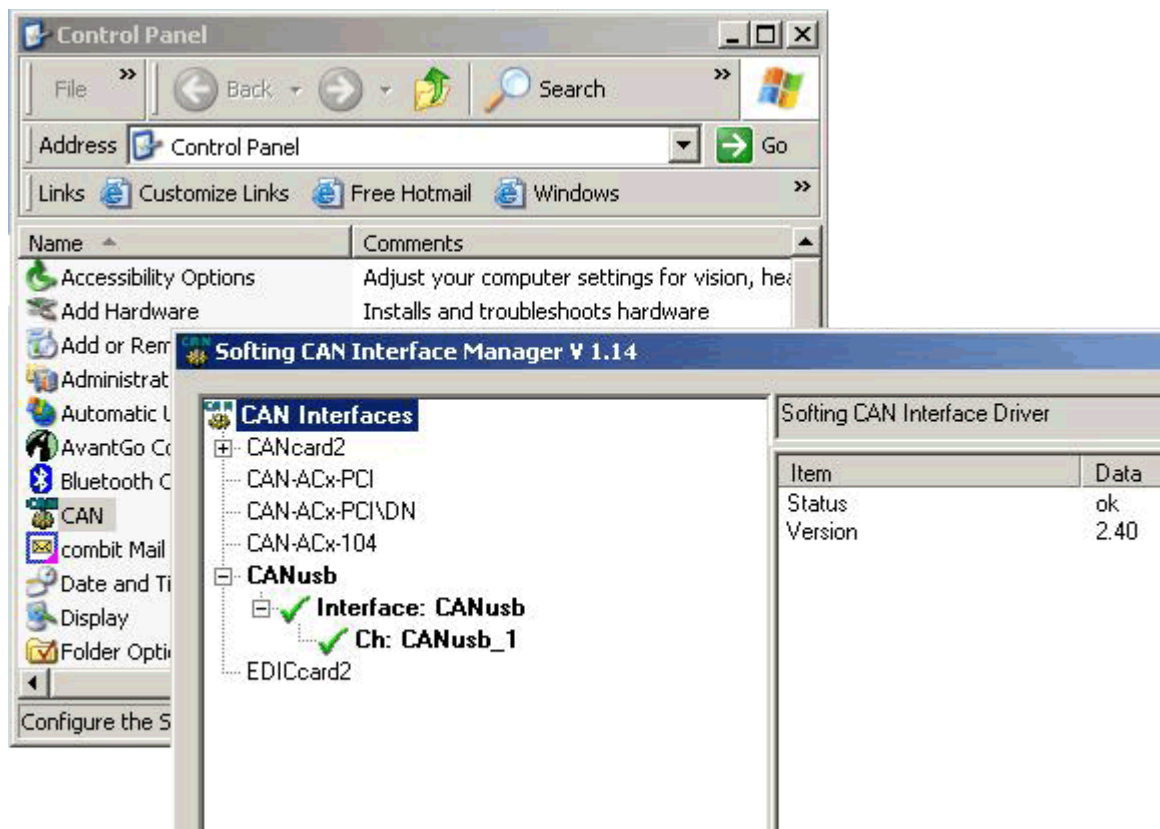 Control Panel
File » Back Search »
Address Control Panel Go
Links Customize Links Free Hotmail Windows »
Name Comments
Accessibility Options Adjust your computer settings for vision, hea
Add Hardware Installs and troubleshoots hardware
Add or Rem
Administrat
Automatic
AvantGo
Bluetooth
CAN
combit Mail
Date and Ti
Display
Folder Opti
Configure the S
CAN
Softing CAN Interface Manager V 1.14
CAN Interfaces
CANcard2
CAN-ACx-PCI
CAN-ACx-PCI\DN
CAN-ACx-104
CANusb
Interface: CANusb
Ch: CANusb_1
EDICcard2
Softing CAN Interface Driver
Item Data
Status ok
Version 2.40